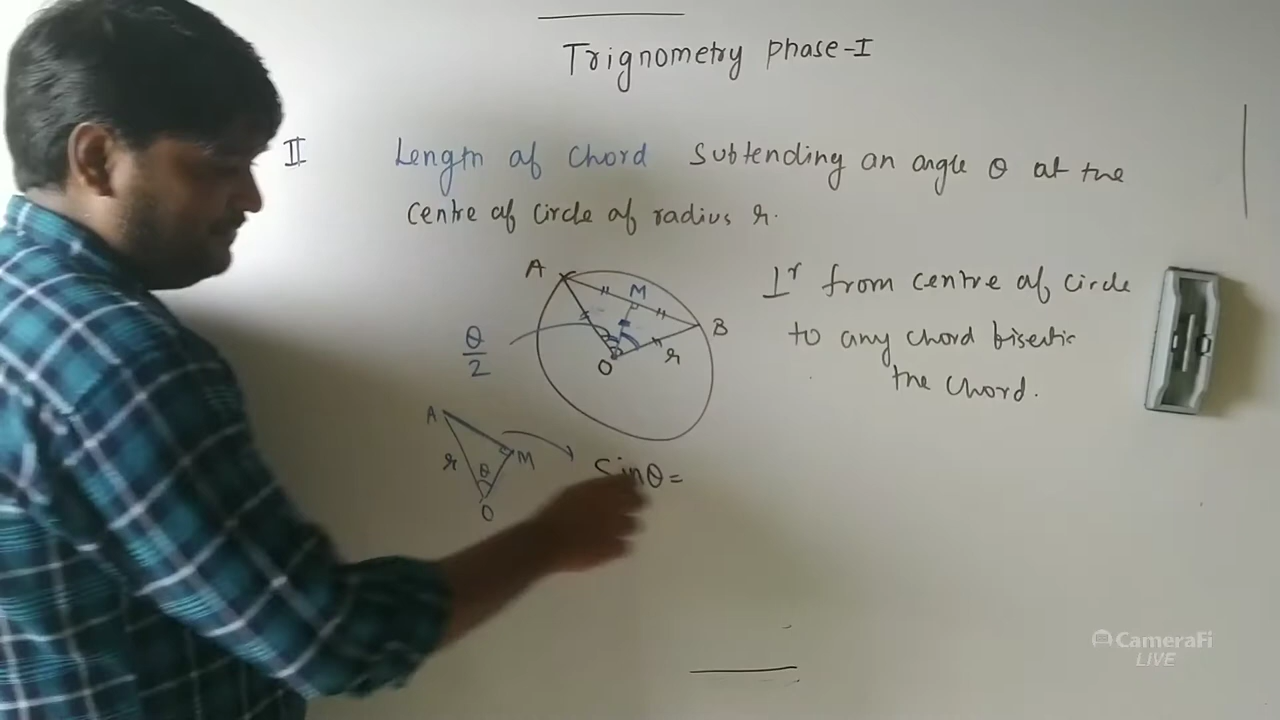 Trignometry phase-I
II Length of chord subtending an angle θ at the
centre of circle of radius r.
A
M
B
θ/2
O
r
⊥r from centre of circle
to any chord bisectic
the chord.
A
r
θ
M
O
sinθ=
CameraFi
LIVE